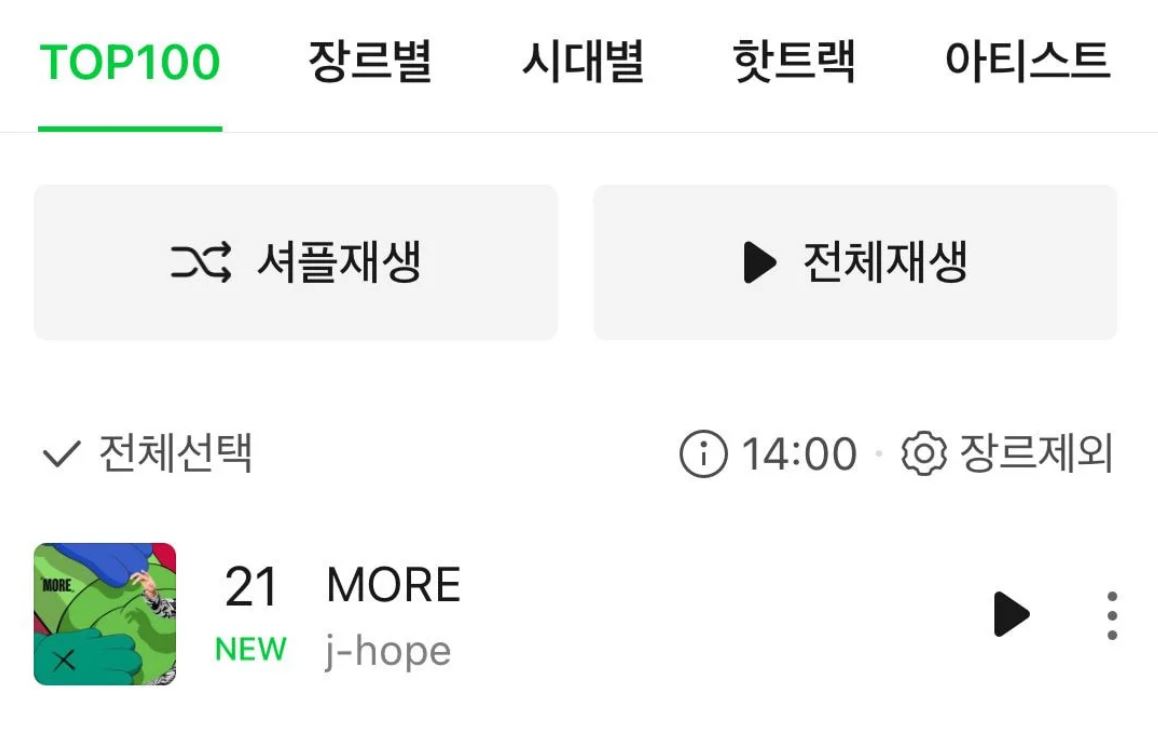 TOP100 장르별 시대별 핫트랙 아티스트
셔플재생 전체재생
전체선택 14:00 · 장르제외
MORE
21 MORE
NEW j-hope